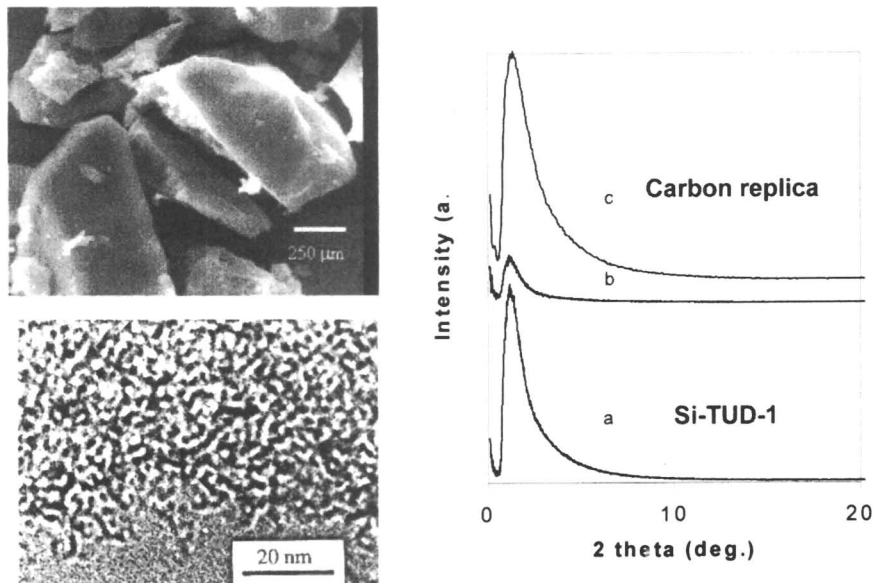 250 μm
20 nm
Intensity (a.
c Carbon replica
b
a Si-TUD-1
0 10 20
2 theta (deg.)